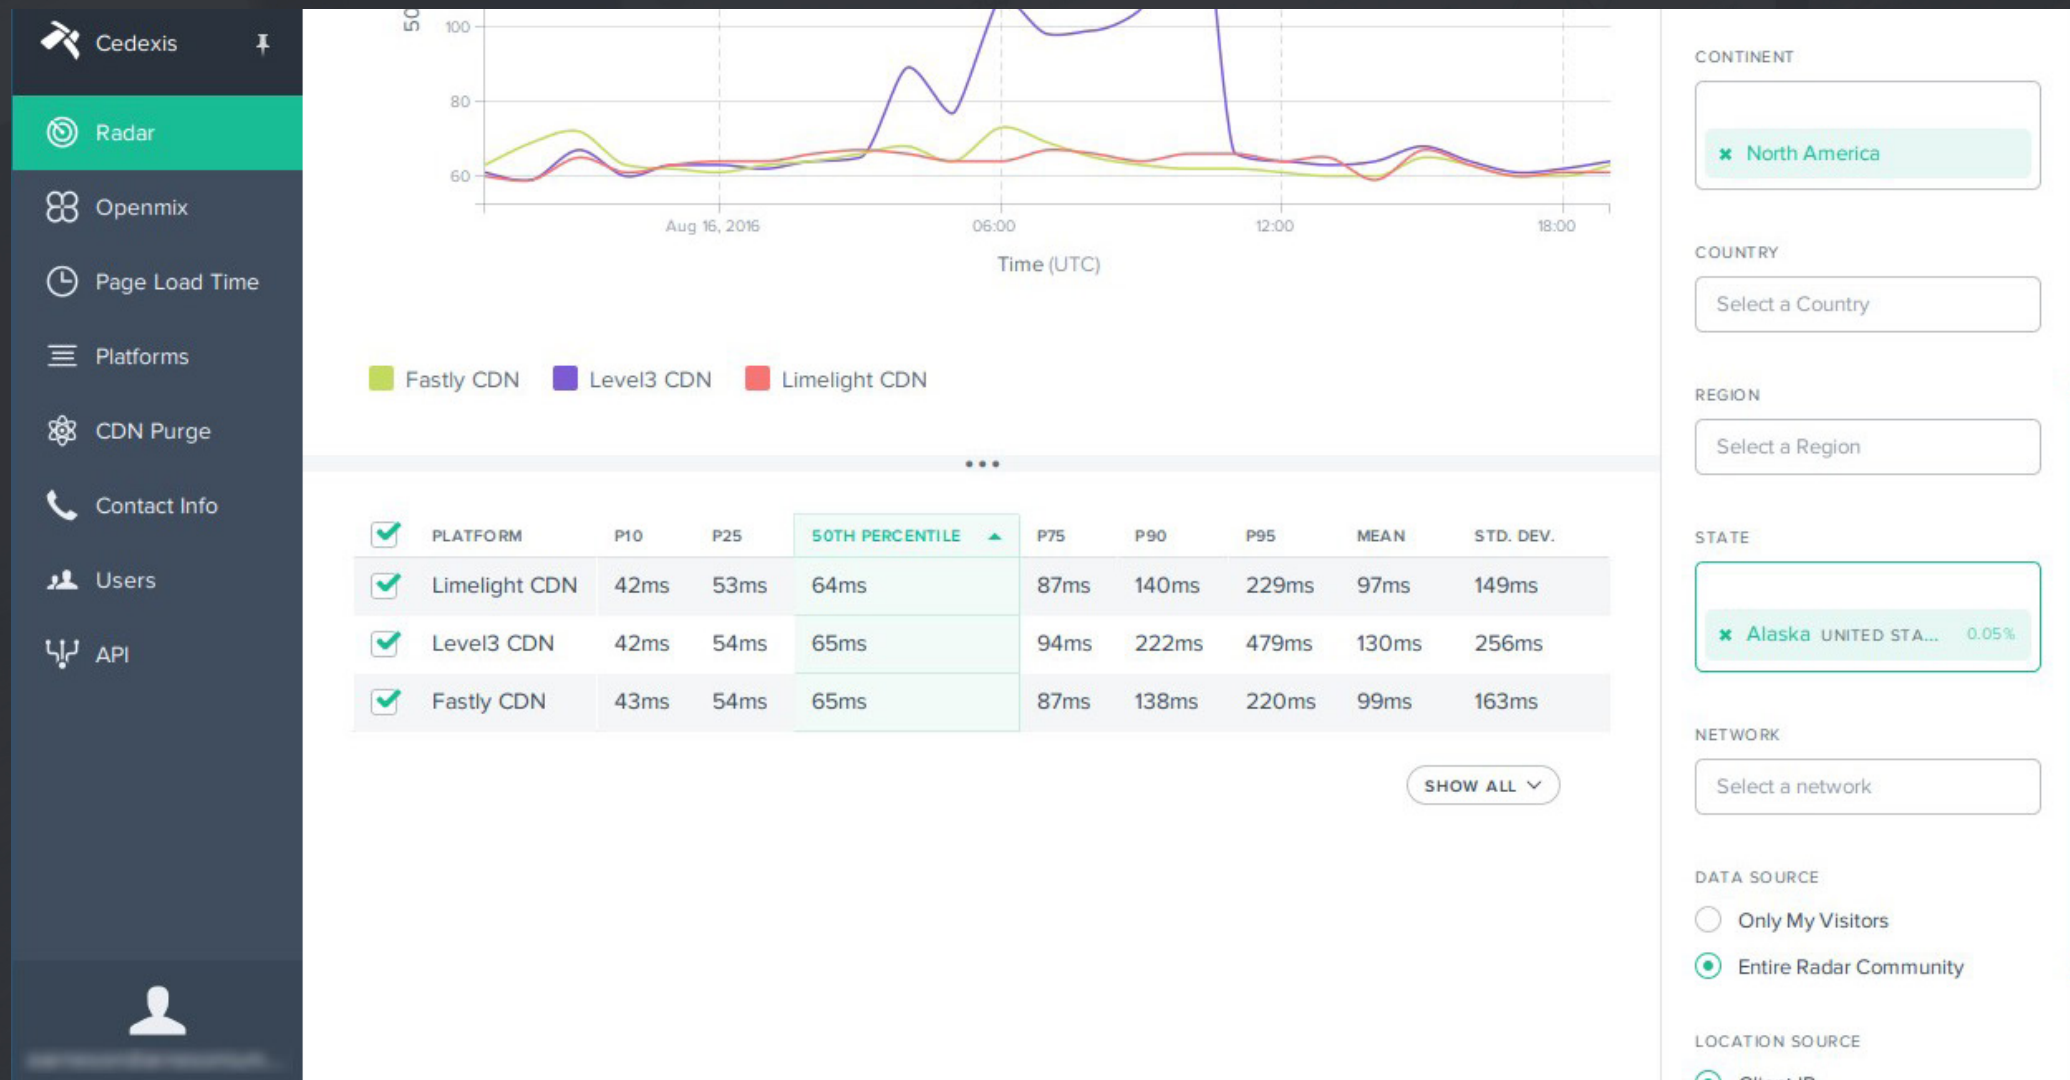 Cedexis
Radar
Openmix
Page Load Time
Platforms
CDN Purge
Contact Info
Users
API
50
100
80
60
Aug 16, 2016 06:00 12:00 18:00
Time (UTC)
Fastly CDN Level3 CDN Limelight CDN
PLATFORM P10 P25 50TH PERCENTILE P75 P90 P95 MEAN STD. DEV.
Limelight CDN 42ms 53ms 64ms 87ms 140ms 229ms 97ms 149ms
Level3 CDN 42ms 54ms 65ms 94ms 222ms 479ms 130ms 256ms
Fastly CDN 43ms 54ms 65ms 87ms 138ms 220ms 99ms 163ms
SHOW ALL
CONTINENT
North America
COUNTRY
Select a Country
REGION
Select a Region
STATE
Alaska UNITED STA... 0.05%
NETWORK
Select a network
DATA SOURCE
Only My Visitors
Entire Radar Community
LOCATION SOURCE
Client IP